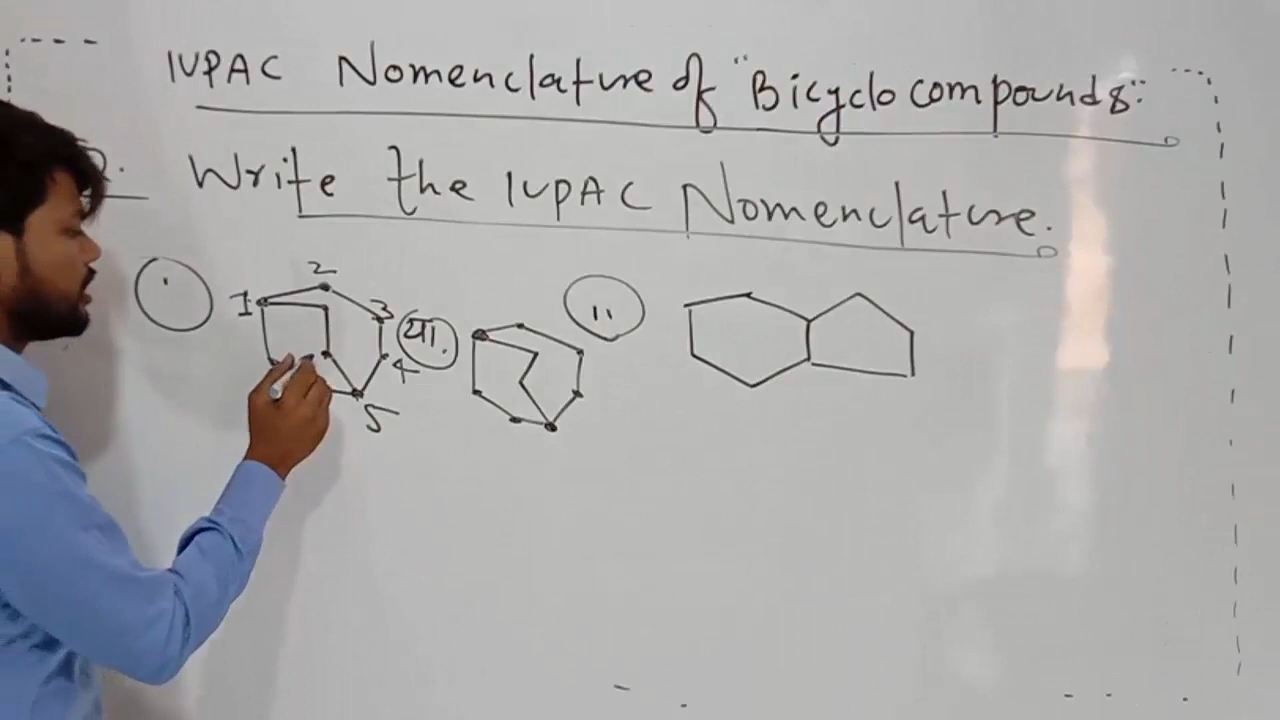 IUPAC Nomenclature of "Bicyclo compounds".
Write the IUPAC Nomenclature.
i
1 2 3 4 5
या.
ii